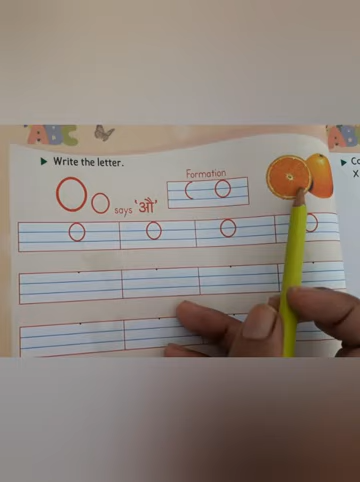 ABC
▶ Write the letter.
Formation
O o says 'औ'
( O
O O O O